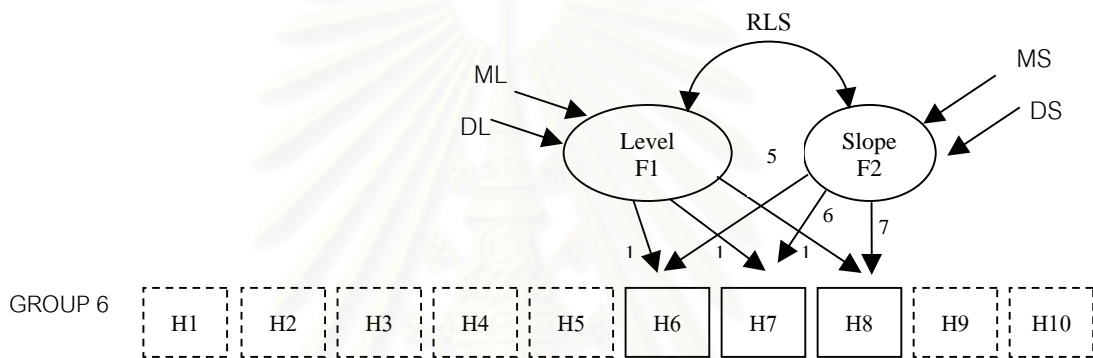 RLS
ML
MS
DL
DS
Level
F1
5
Slope
F2
6
7
1
1
1
GROUP 6
H1
H2
H3
H4
H5
H6
H7
H8
H9
H10